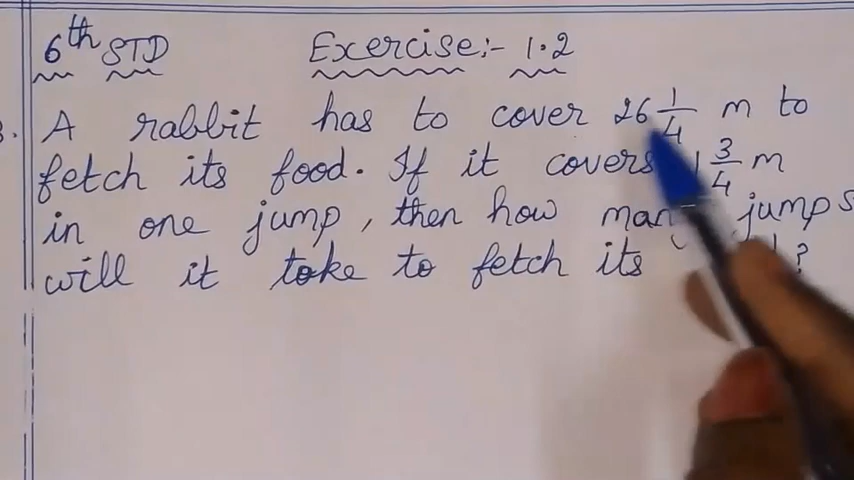 6th STD Exercise:- 1.2
3. A rabbit has to cover 26 1/4 m to
fetch its food. If it covers 1 3/4 m
in one jump, then how many jumps
will it take to fetch its ?